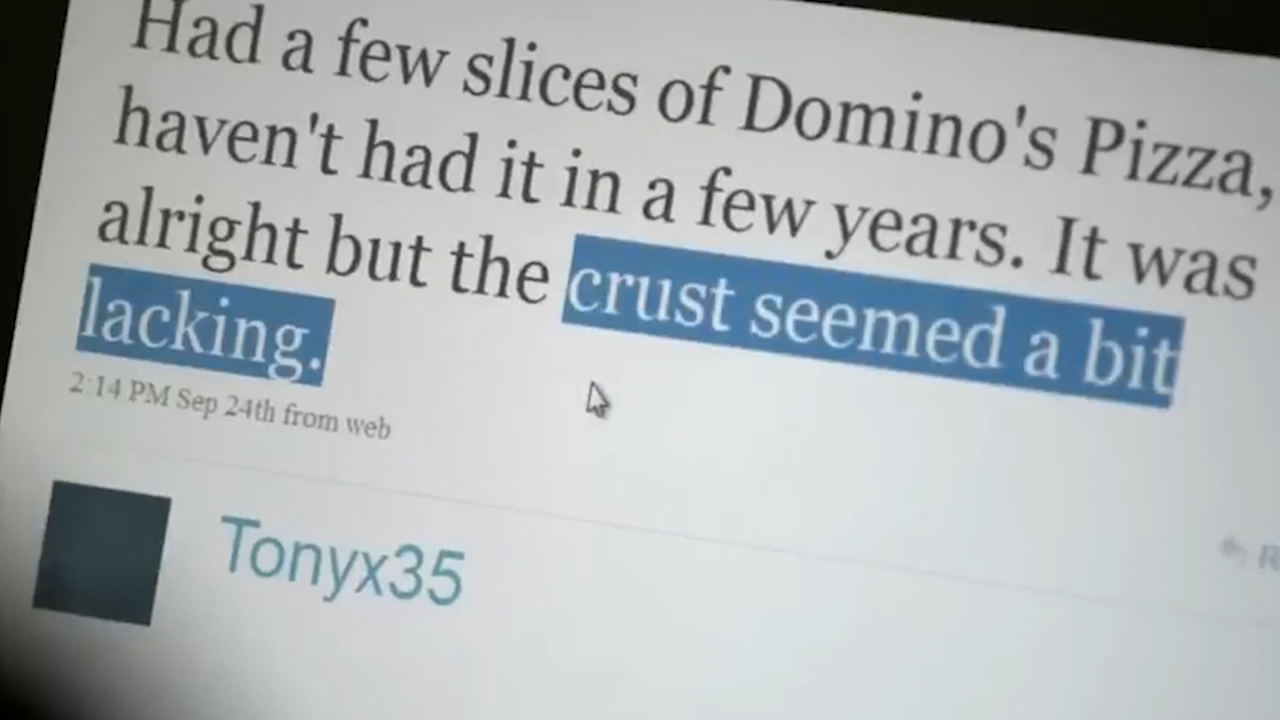 Had a few slices of Domino's Pizza,
haven't had it in a few years. It was
alright but the crust seemed a bit
lacking.
2:14 PM Sep 24th from web
Tonyx35